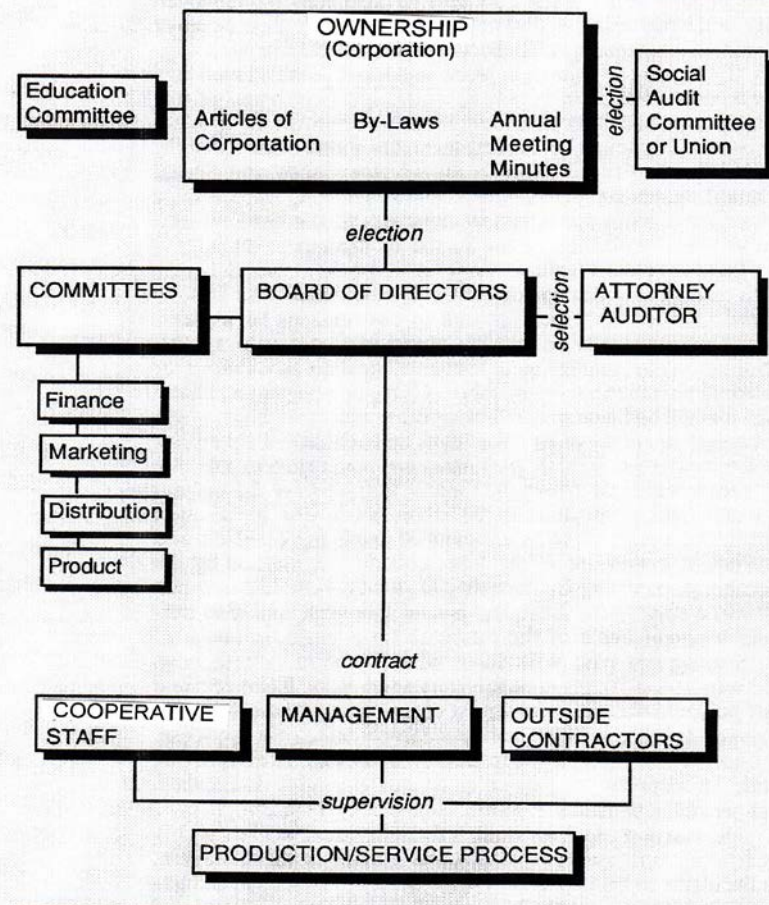 OWNERSHIP
(Corporation)
Education
Committee
Articles of
Corportation
By-Laws
Annual
Meeting
Minutes
election
Social
Audit
Committee
or Union
election
COMMITTEES
BOARD OF DIRECTORS
selection
ATTORNEY
AUDITOR
Finance
Marketing
Distribution
Product
contract
COOPERATIVE
STAFF
MANAGEMENT
OUTSIDE
CONTRACTORS
supervision
PRODUCTION/SERVICE PROCESS